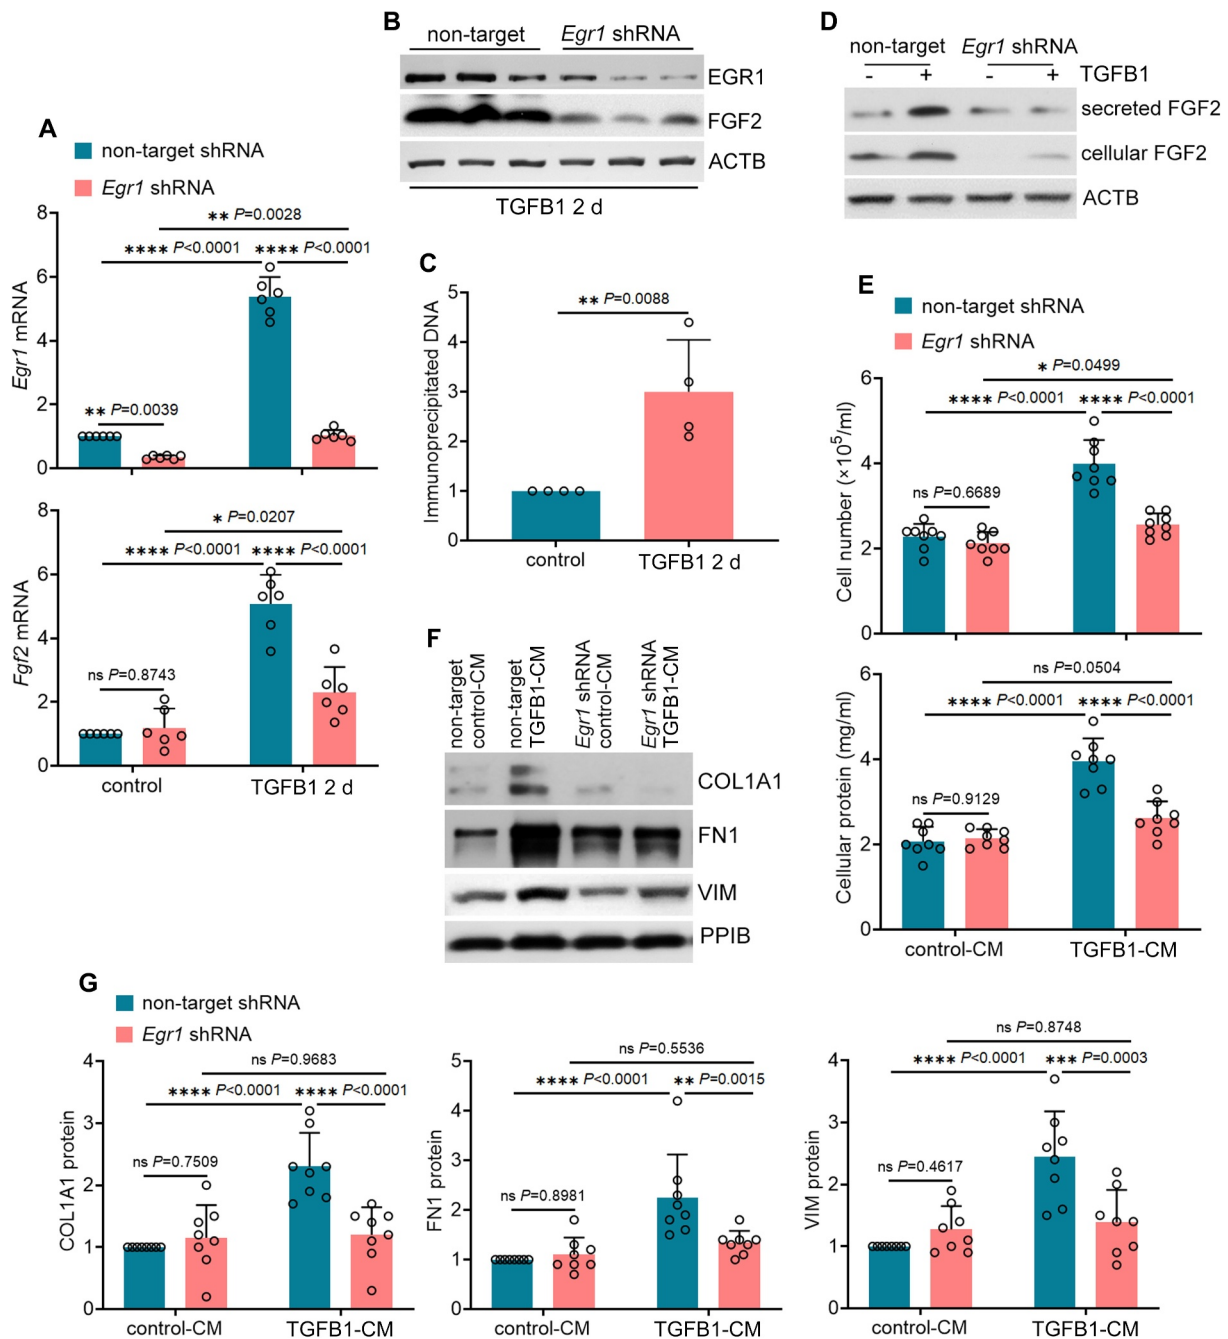 A
non-target shRNA
Egr1 shRNA
Egr1 mRNA
8
6
4
2
0
** P=0.0028
**** P<0.0001
**** P<0.0001
** P=0.0039
Fgf2 mRNA
8
6
4
2
0
* P=0.0207
**** P<0.0001
**** P<0.0001
ns P=0.8743
control
TGFB1 2 d
B
non-target
Egr1 shRNA
EGR1
FGF2
ACTB
TGFB1 2 d
C
Immunoprecipitated DNA
5
4
3
2
1
0
** P=0.0088
control
TGFB1 2 d
D
non-target
Egr1 shRNA
- + - + TGFB1
secreted FGF2
cellular FGF2
ACTB
E
non-target shRNA
Egr1 shRNA
Cell number (×10⁵/ml)
6
4
2
0
* P=0.0499
**** P<0.0001
**** P<0.0001
ns P=0.6689
Cellular protein (mg/ml)
6
4
2
0
ns P=0.0504
**** P<0.0001
**** P<0.0001
ns P=0.9129
control-CM
TGFB1-CM
F
non-target
control-CM
non-target
TGFB1-CM
Egr1 shRNA
control-CM
Egr1 shRNA
TGFB1-CM
COL1A1
FN1
VIM
PPIB
G
non-target shRNA
Egr1 shRNA
COL1A1 protein
4
3
2
1
0
ns P=0.9683
**** P<0.0001
**** P<0.0001
ns P=0.7509
control-CM
TGFB1-CM
FN1 protein
5
4
3
2
1
0
ns P=0.5536
**** P<0.0001
** P=0.0015
ns P=0.8981
control-CM
TGFB1-CM
VIM protein
4
3
2
1
0
ns P=0.8748
**** P<0.0001
*** P=0.0003
ns P=0.4617
control-CM
TGFB1-CM